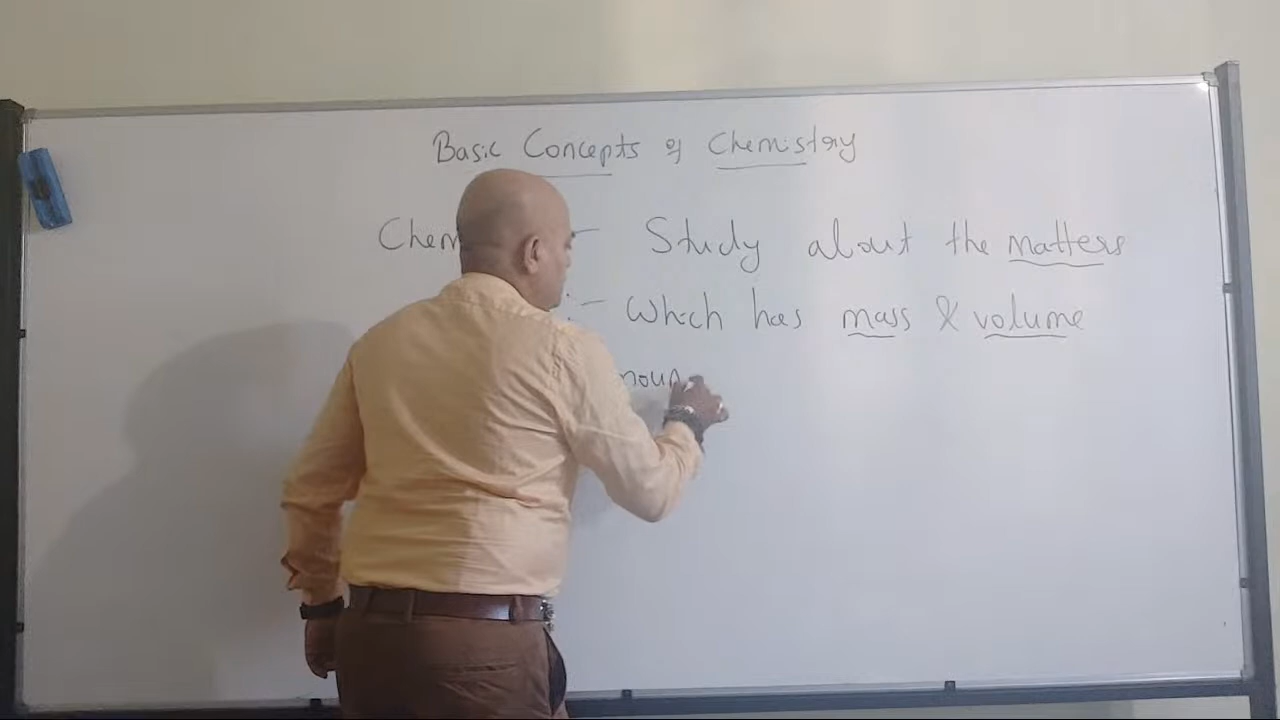 Basic Concepts of Chemistry
Chem — Study about the matters
:- Which has mass & volume